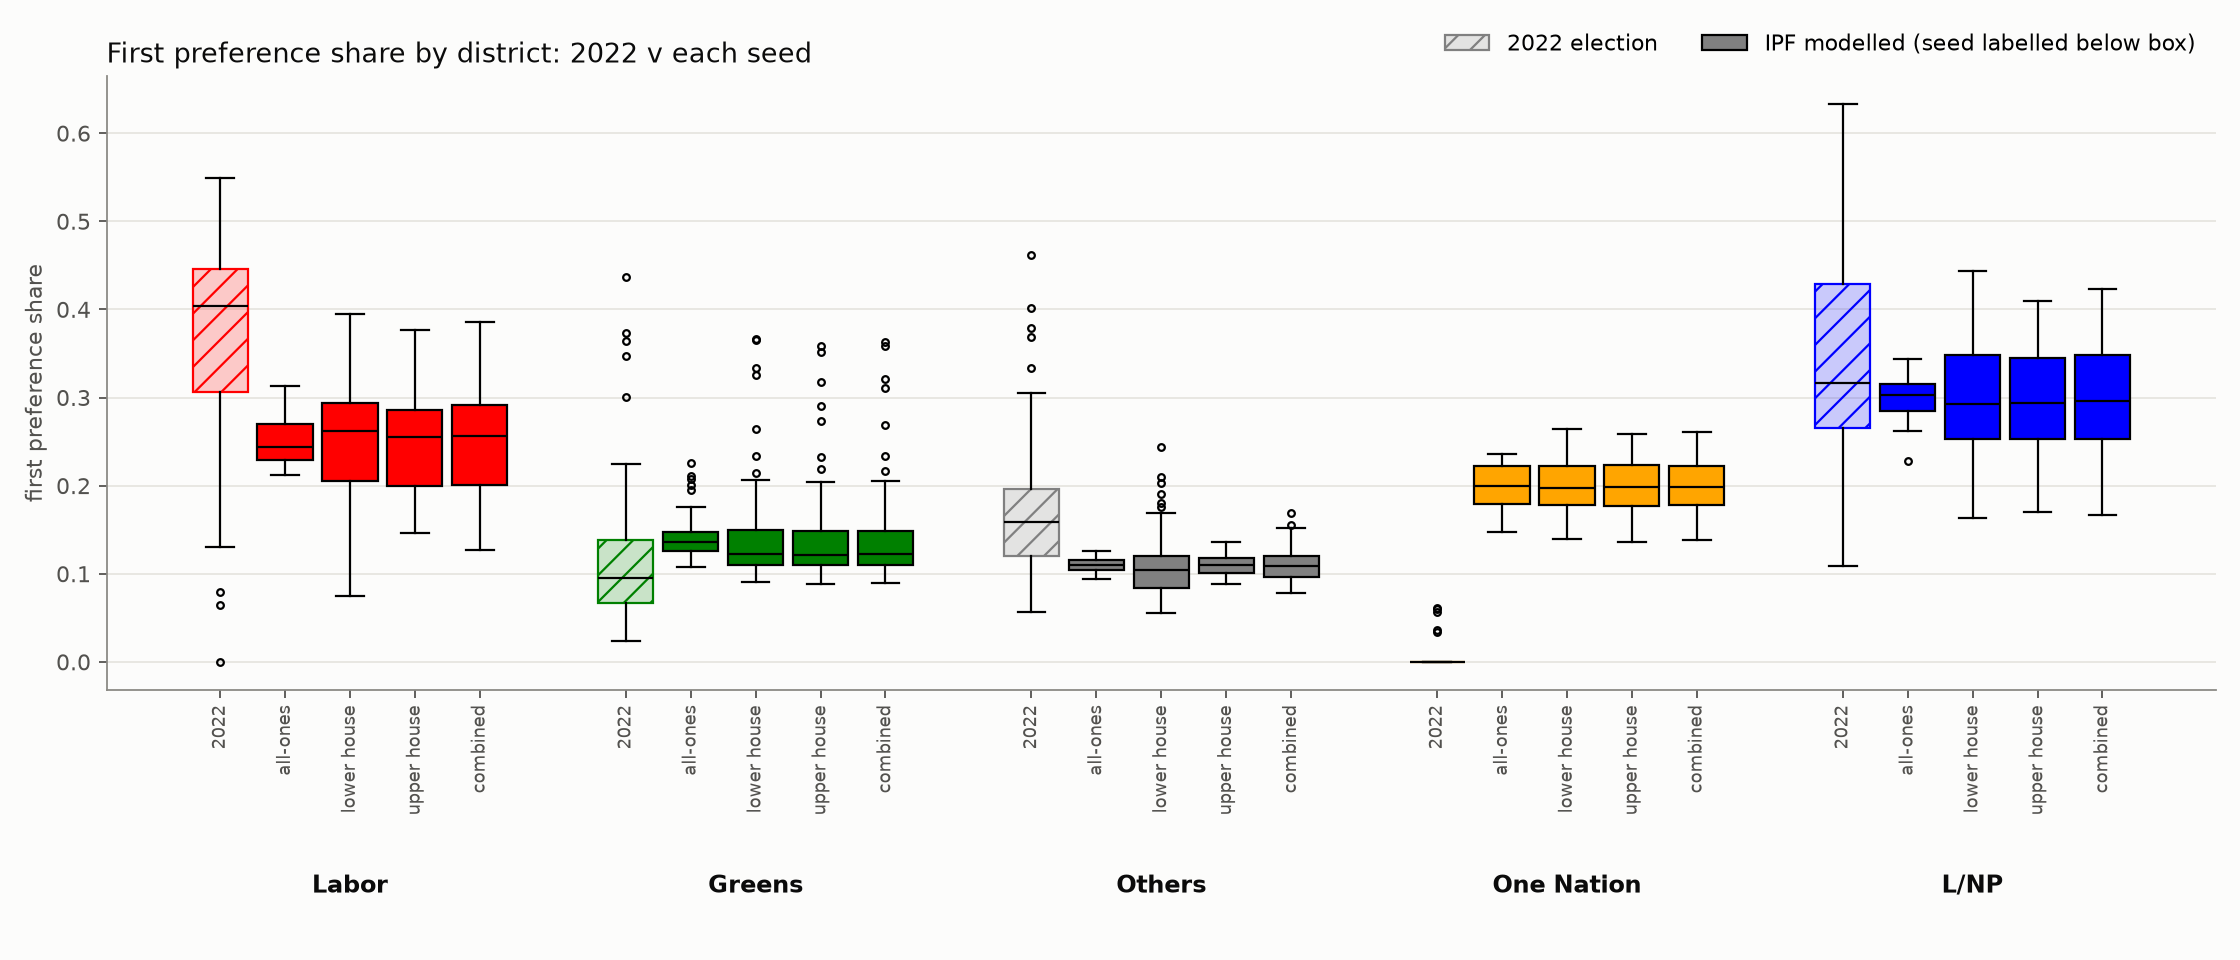 First preference share by district: 2022 v each seed
2022 election
IPF modelled (seed labelled below box)
first preference share
0.6
0.5
0.4
0.3
0.2
0.1
0.0
2022
all-ones
lower house
upper house
combined
2022
all-ones
lower house
upper house
combined
2022
all-ones
lower house
upper house
combined
2022
all-ones
lower house
upper house
combined
2022
all-ones
lower house
upper house
combined
Labor
Greens
Others
One Nation
L/NP